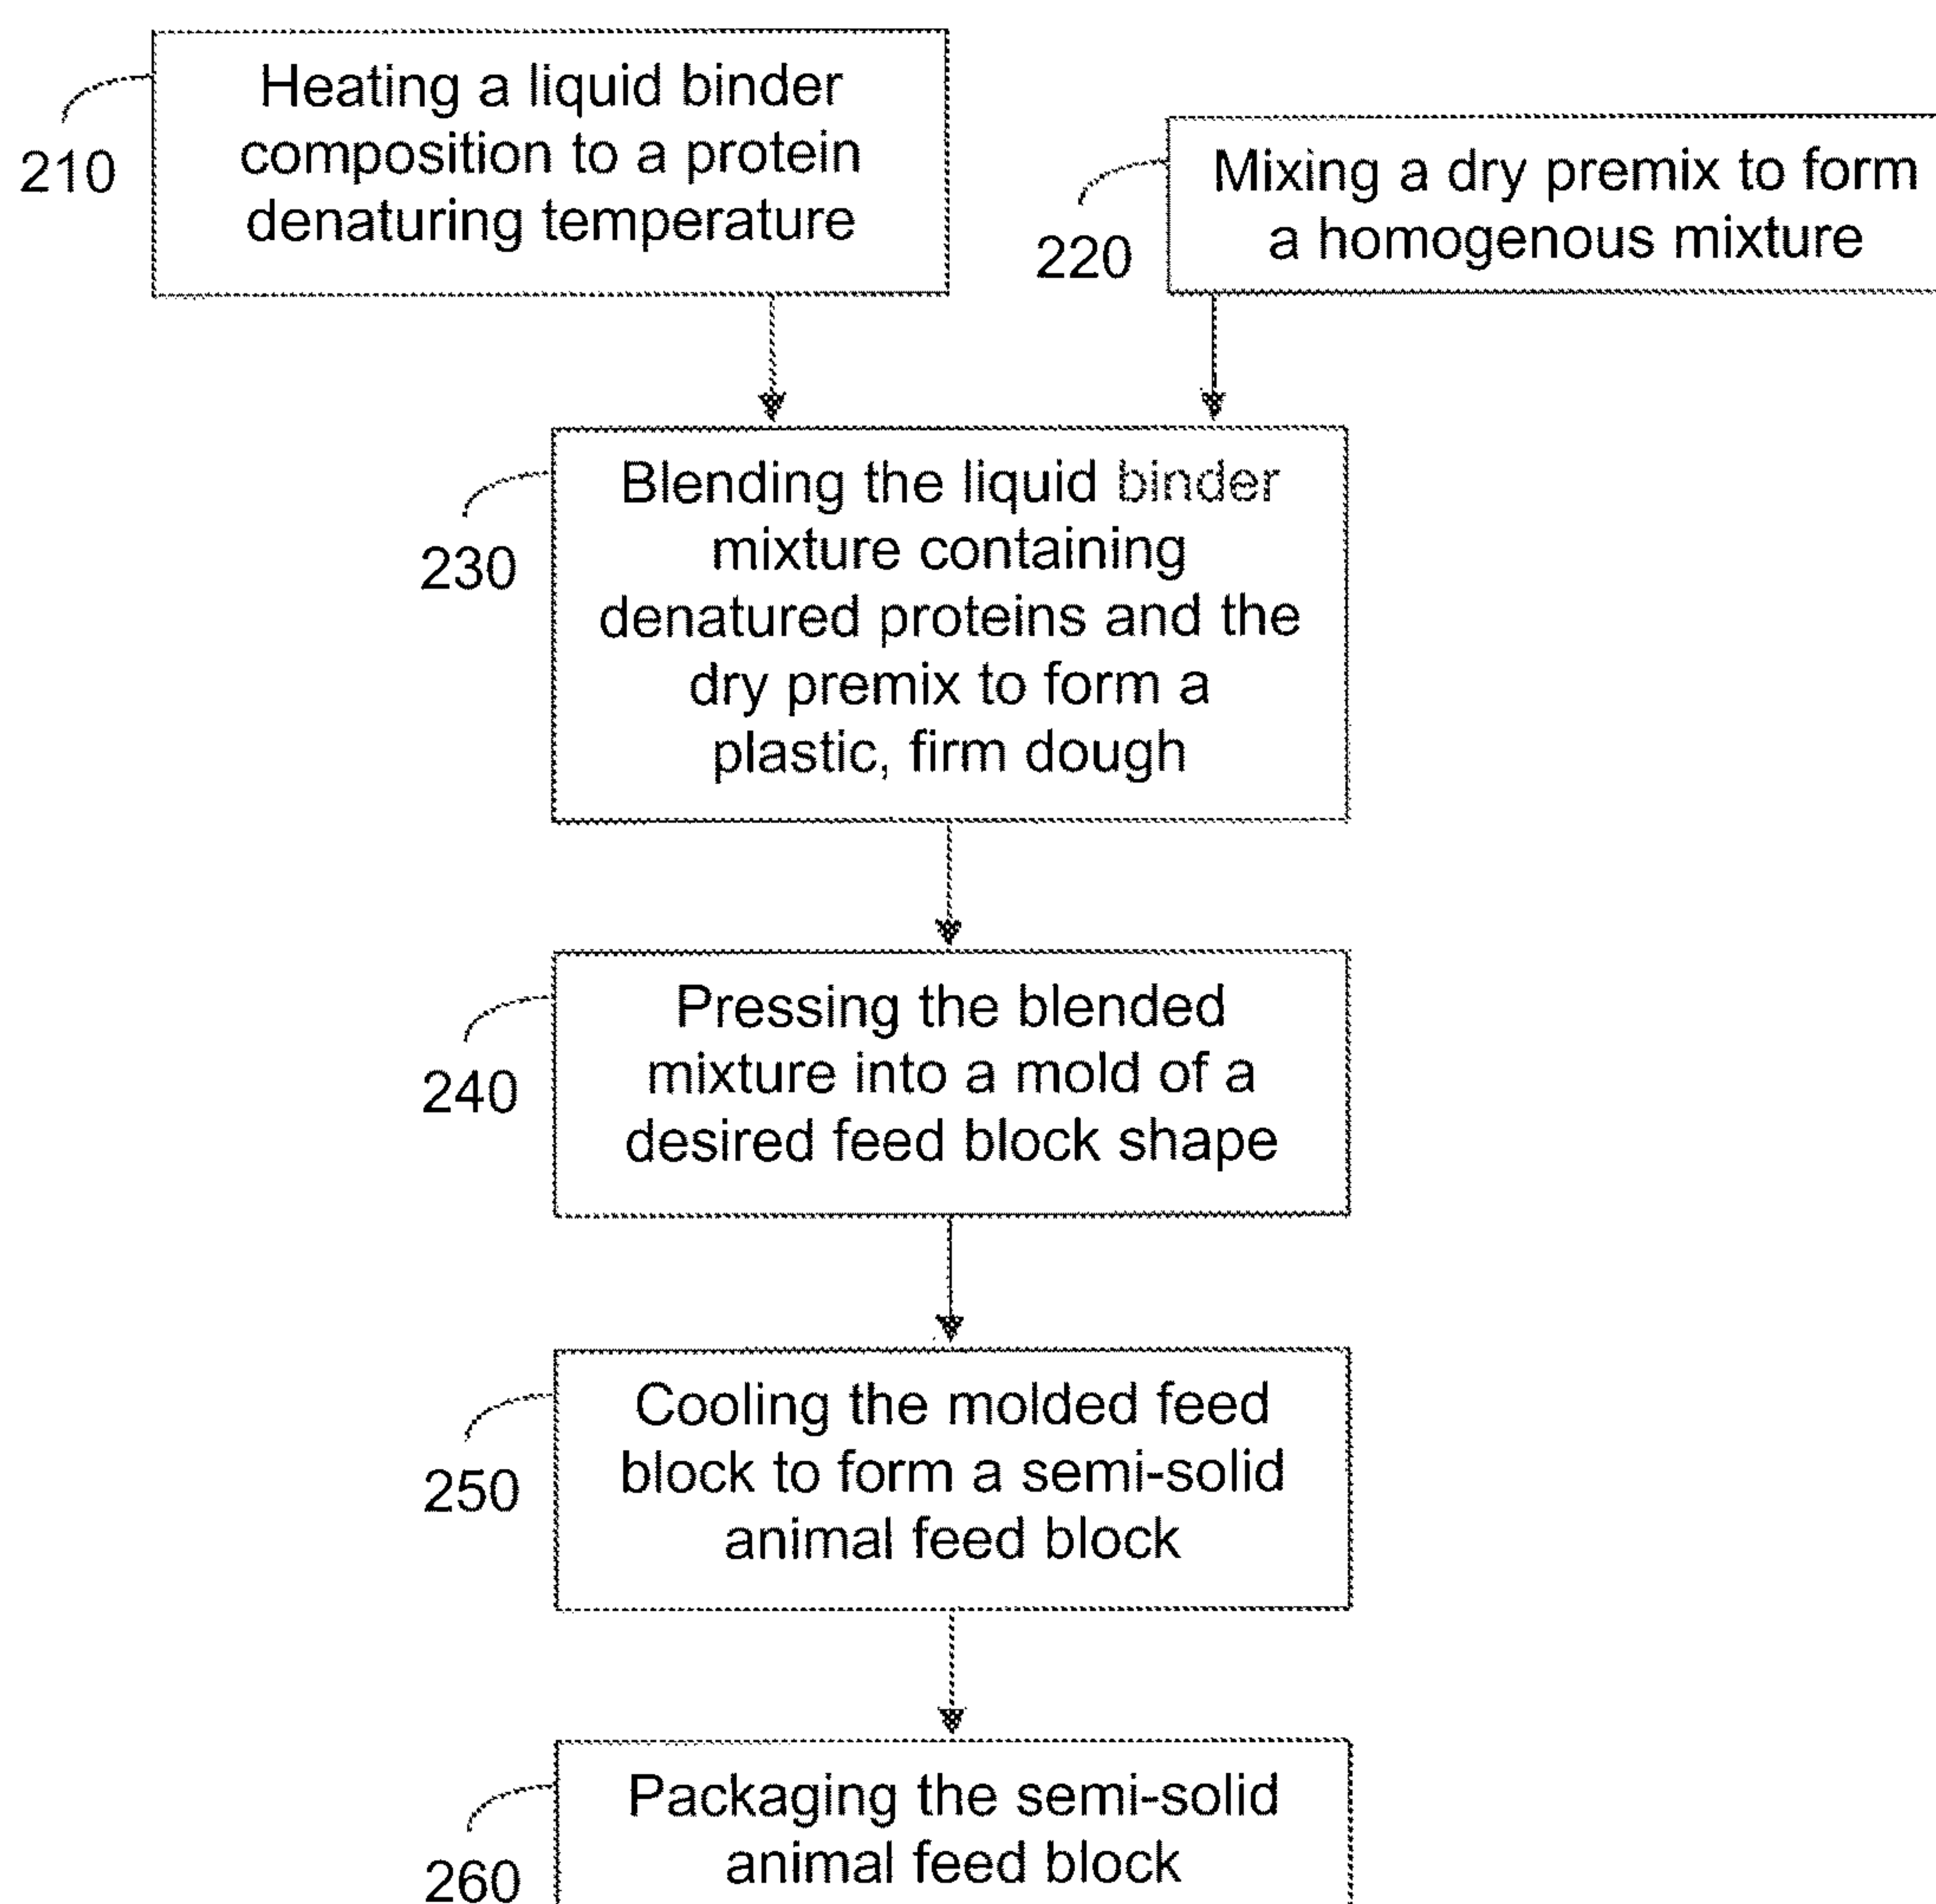 Heating a liquid binder
composition to a protein
denaturing temperature
210
Mixing a dry premix to form
a homogenous mixture
220
Blending the liquid binder
mixture containing
denatured proteins and the
dry premix to form a
plastic, firm dough
230
Pressing the blended
mixture into a mold of a
desired feed block shape
240
Cooling the molded feed
block to form a semi-solid
animal feed block
250
Packaging the semi-solid
animal feed block
260